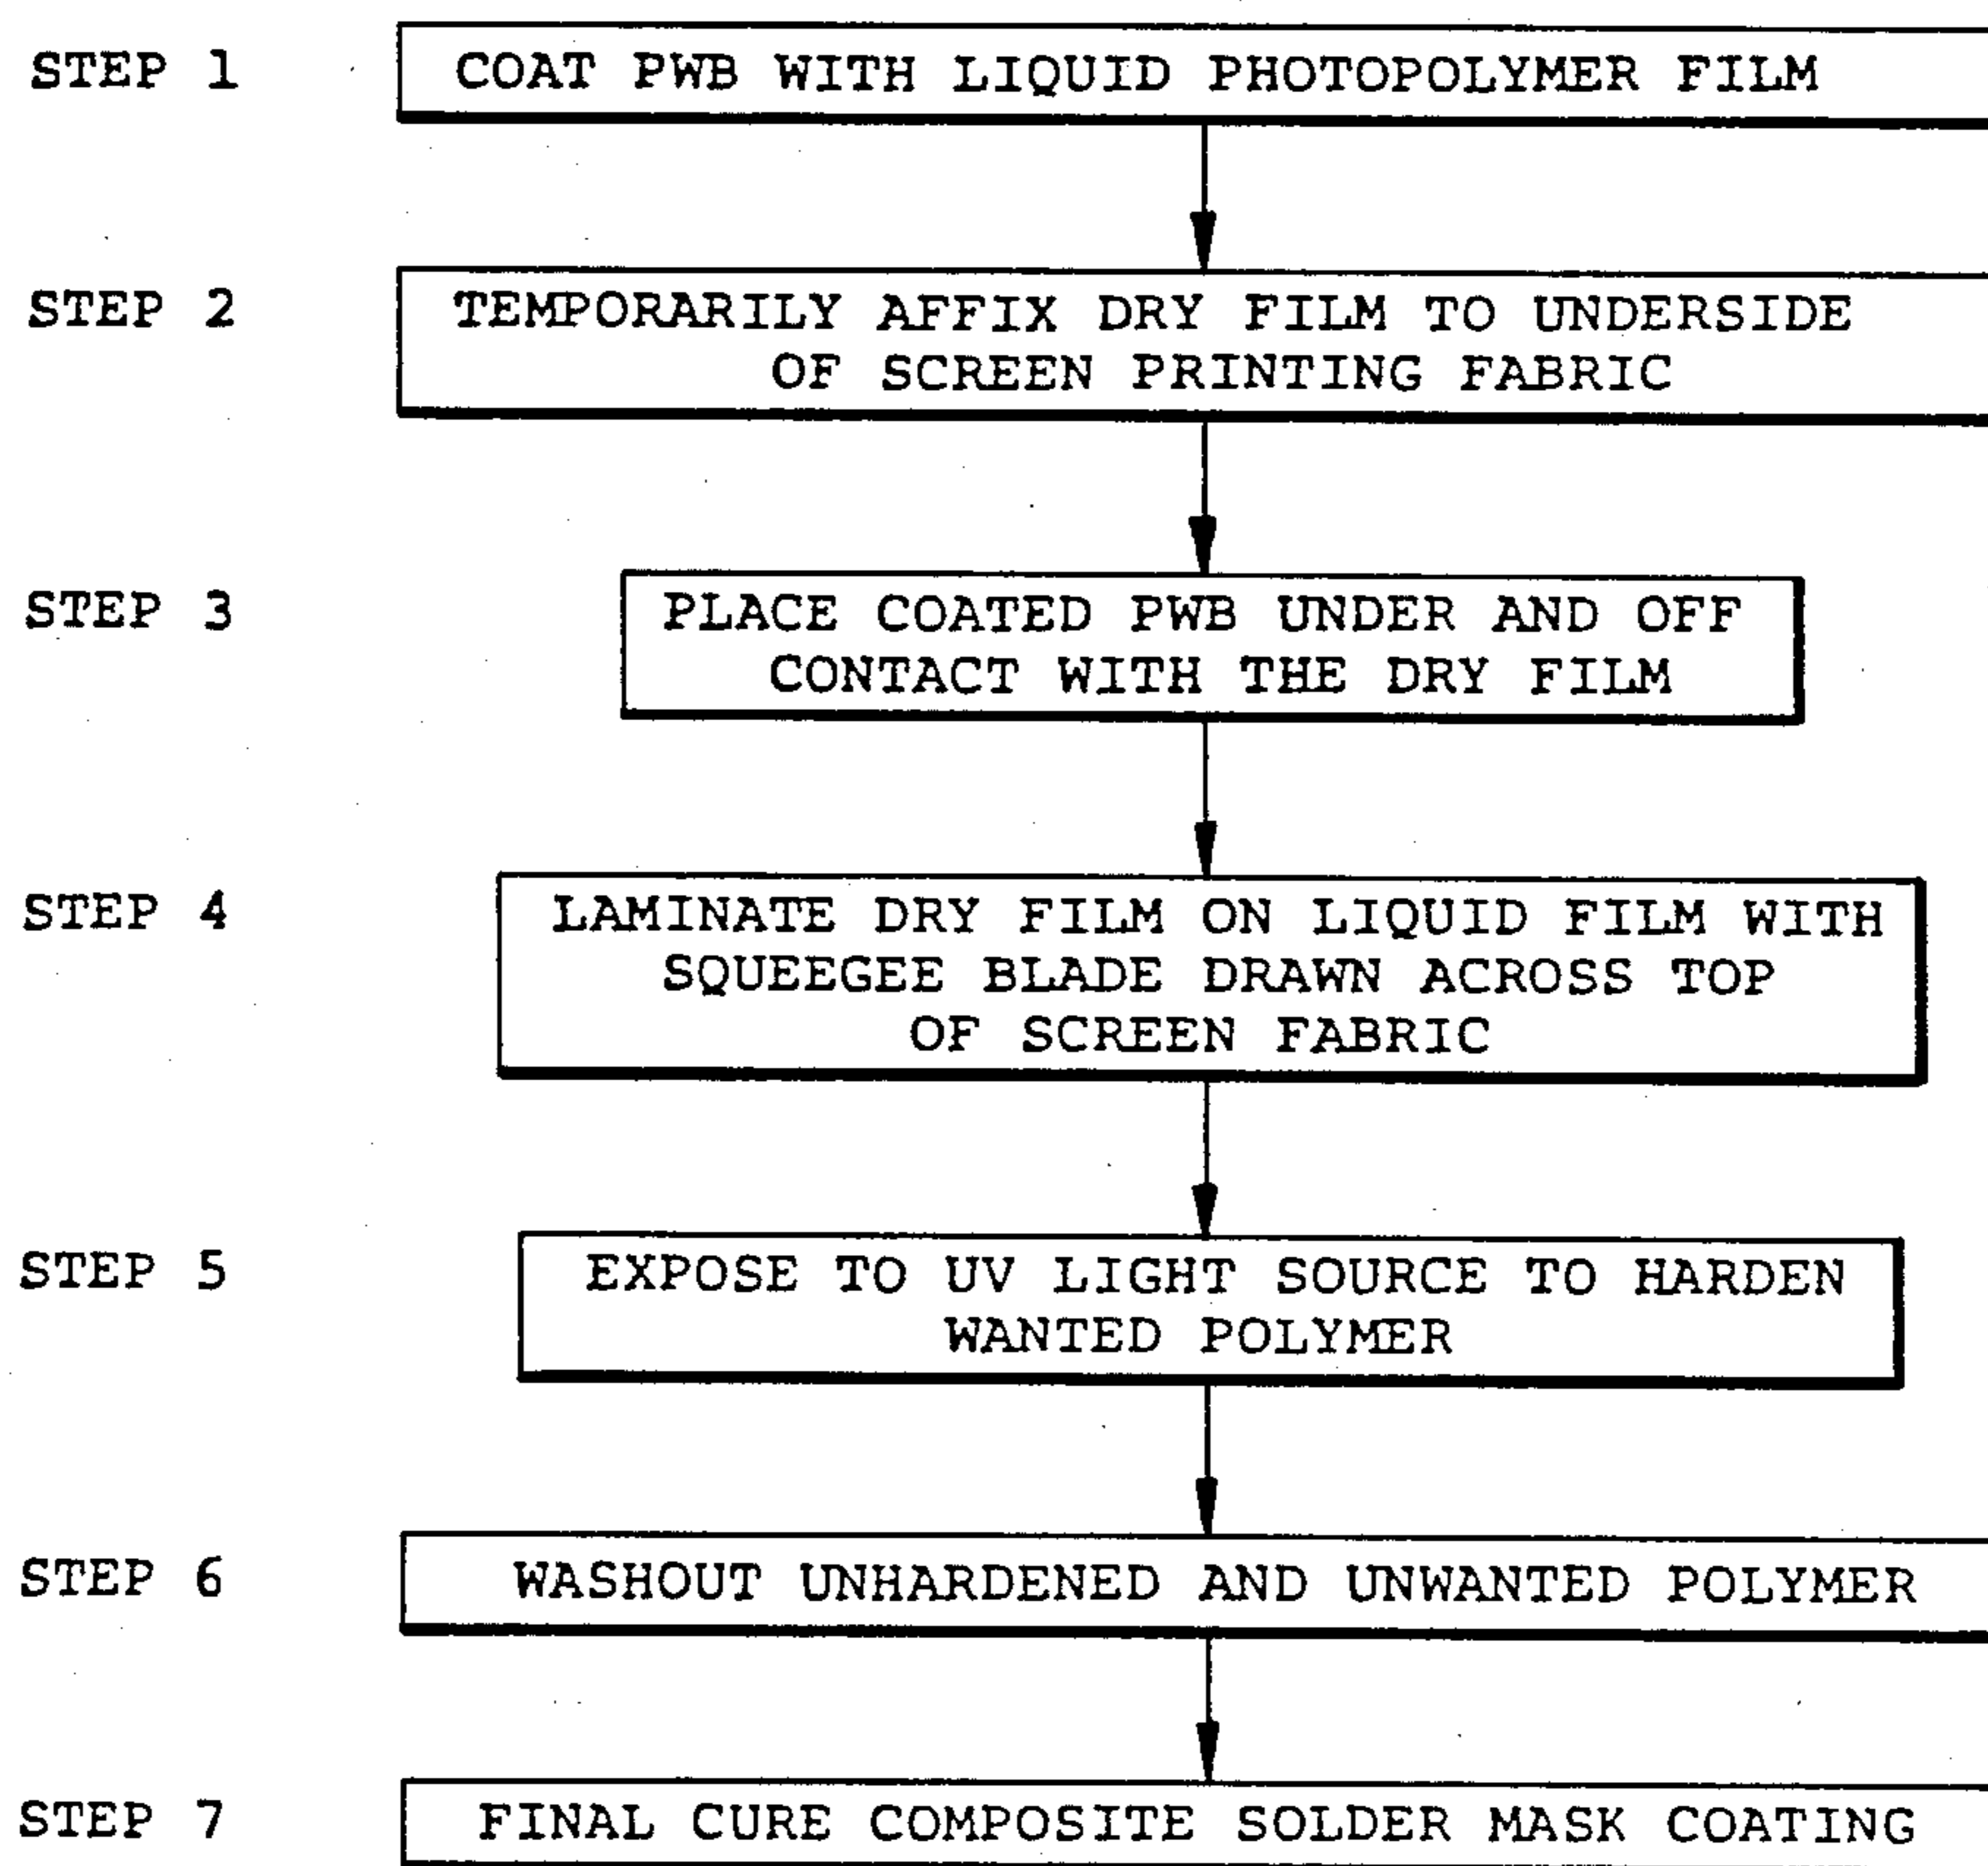 STEP 1 COAT PWB WITH LIQUID PHOTOPOLYMER FILM
STEP 2 TEMPORARILY AFFIX DRY FILM TO UNDERSIDE
OF SCREEN PRINTING FABRIC
STEP 3 PLACE COATED PWB UNDER AND OFF
CONTACT WITH THE DRY FILM
STEP 4 LAMINATE DRY FILM ON LIQUID FILM WITH
SQUEEGEE BLADE DRAWN ACROSS TOP
OF SCREEN FABRIC
STEP 5 EXPOSE TO UV LIGHT SOURCE TO HARDEN
WANTED POLYMER
STEP 6 WASHOUT UNHARDENED AND UNWANTED POLYMER
STEP 7 FINAL CURE COMPOSITE SOLDER MASK COATING